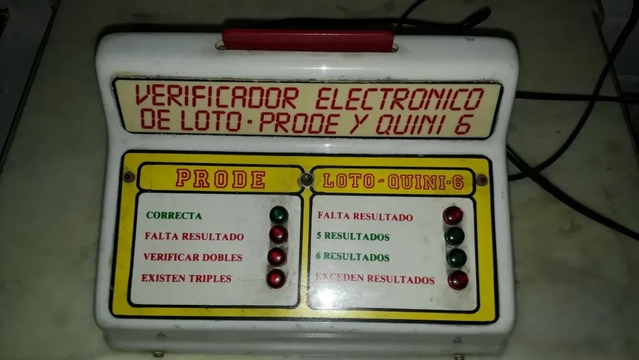 VERIFICADOR ELECTRONICO
DE LOTO · PRODE Y QUINI 6
PRODE
CORRECTA
FALTA RESULTADO
VERIFICAR DOBLES
EXISTEN TRIPLES
LOTO-QUINI-6
FALTA RESULTADO
5 RESULTADOS
6 RESULTADOS
EXCEDEN RESULTADOS